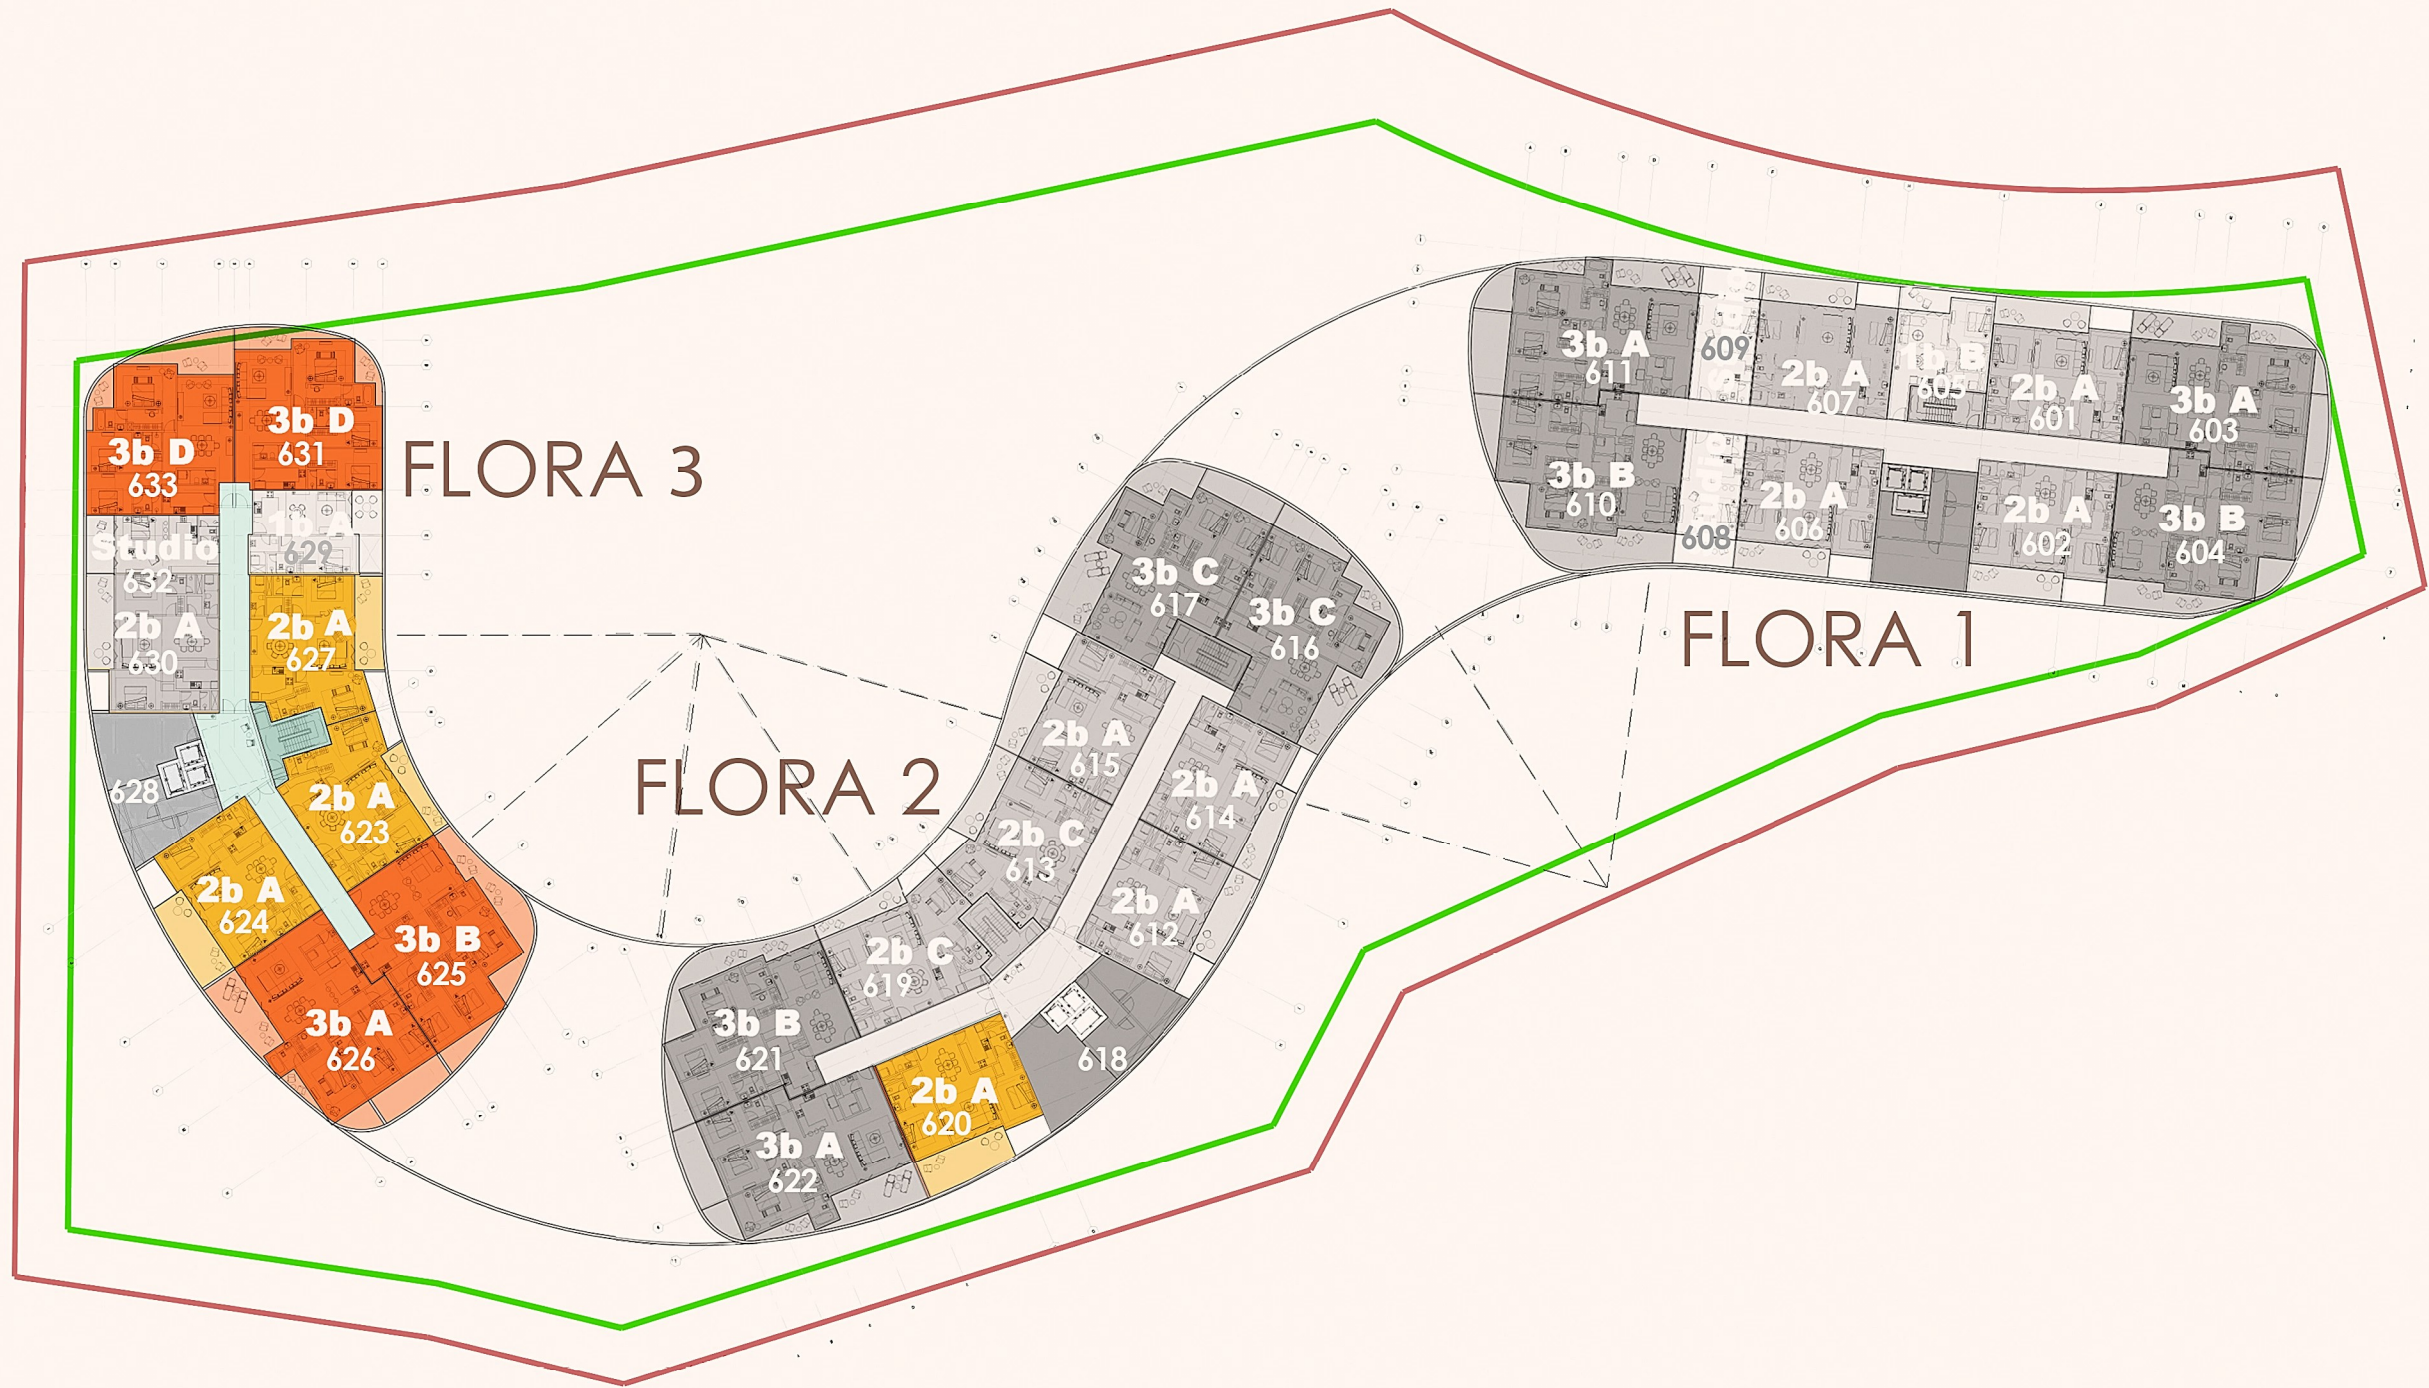 3b D
633
3b D
631
Studio
632
1b A
629
2b A
630
2b A
627
628
2b A
623
2b A
624
3b B
625
3b A
626
FLORA 3
FLORA 2
3b C
617
3b C
616
2b A
615
2b A
614
2b C
613
2b A
612
2b C
619
618
3b B
621
2b A
620
3b A
622
3b A
611
609
2b A
607
1b B
605
2b A
601
3b A
603
3b B
610
608
2b A
606
2b A
602
3b B
604
FLORA 1